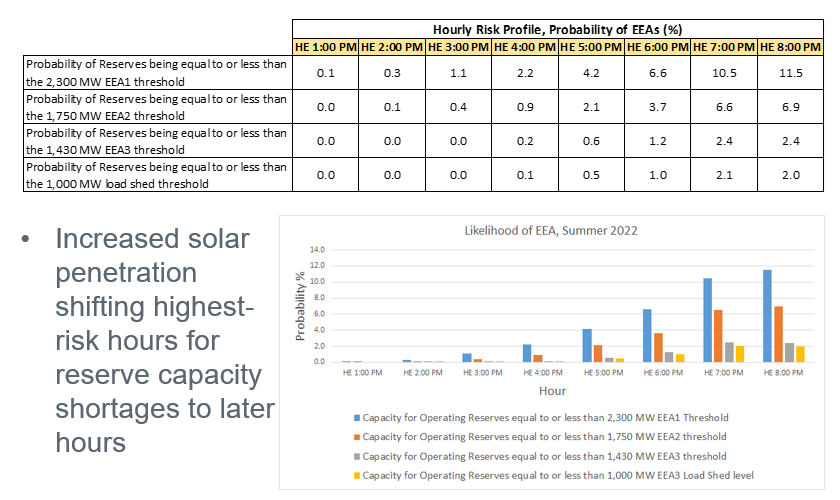 Hourly Risk Profile, Probability of EEAs (%)
HE 1:00 PM HE 2:00 PM HE 3:00 PM HE 4:00 PM HE 5:00 PM HE 6:00 PM HE 7:00 PM HE 8:00 PM
Probability of Reserves being equal to or less than
the 2,300 MW EEA1 threshold
0.1 0.3 1.1 2.2 4.2 6.6 10.5 11.5
Probability of Reserves being equal to or less than
the 1,750 MW EEA2 threshold
0.0 0.1 0.4 0.9 2.1 3.7 6.6 6.9
Probability of Reserves being equal to or less than
the 1,430 MW EEA3 threshold
0.0 0.0 0.0 0.2 0.6 1.2 2.4 2.4
Probability of Reserves being equal to or less than
the 1,000 MW load shed threshold
0.0 0.0 0.0 0.1 0.5 1.0 2.1 2.0
• Increased solar
penetration
shifting highest-
risk hours for
reserve capacity
shortages to later
hours
Likelihood of EEA, Summer 2022
Probability %
14.0
12.0
10.0
8.0
6.0
4.0
2.0
0.0
HE 1:00 PM HE 2:00 PM HE 3:00 PM HE 4:00 PM HE 5:00 PM HE 6:00 PM HE 7:00 PM HE 8:00 PM
Hour
Capacity for Operating Reserves equal to or less than 2,300 MW EEA1 Threshold
Capacity for Operating Reserves equal to or less than 1,750 MW EEA2 threshold
Capacity for Operating Reserves equal to or less than 1,430 MW EEA3 threshold
Capacity for Operating Reserves equal to or less than 1,000 MW EEA3 Load Shed level